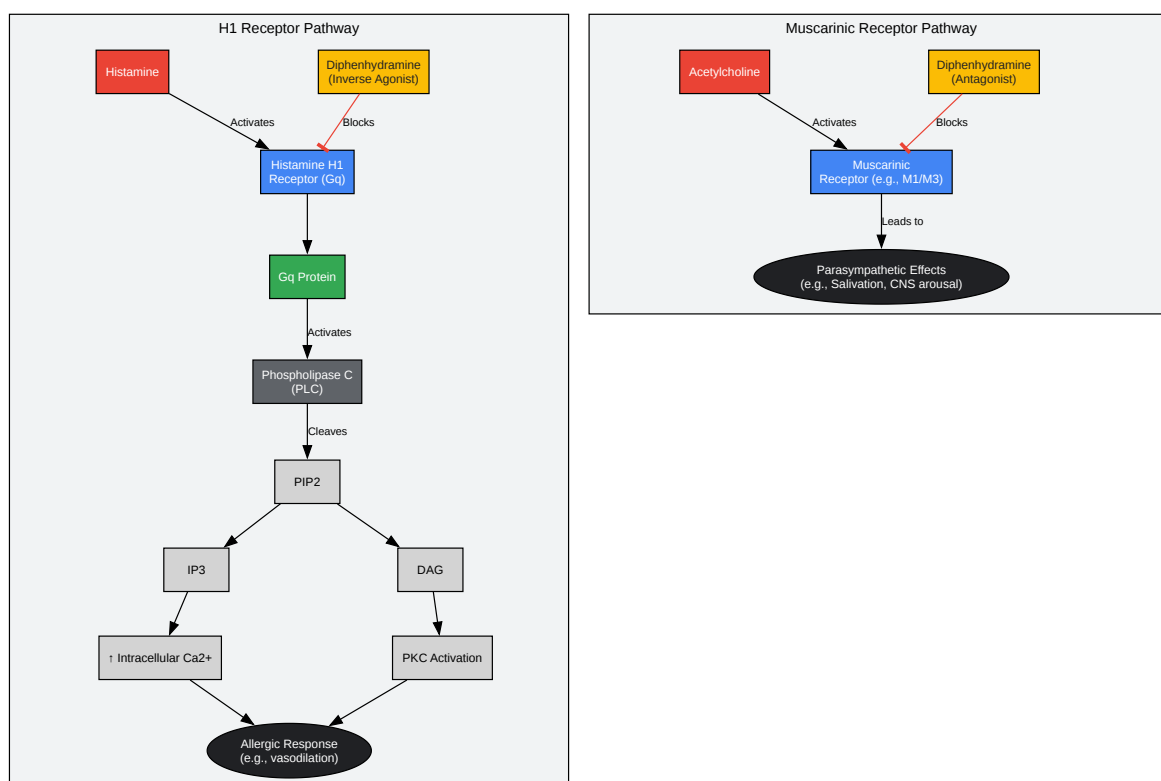 H1 Receptor Pathway
Histamine
Diphenhydramine
(Inverse Agonist)
Activates
Blocks
Histamine H1
Receptor (Gq)
Gq Protein
Activates
Phospholipase C
(PLC)
Cleaves
PIP2
IP3
DAG
↑ Intracellular Ca2+
PKC Activation
Allergic Response
(e.g., vasodilation)
Muscarinic Receptor Pathway
Acetylcholine
Diphenhydramine
(Antagonist)
Activates
Blocks
Muscarinic
Receptor (e.g., M1/M3)
Leads to
Parasympathetic Effects
(e.g., Salivation, CNS arousal)